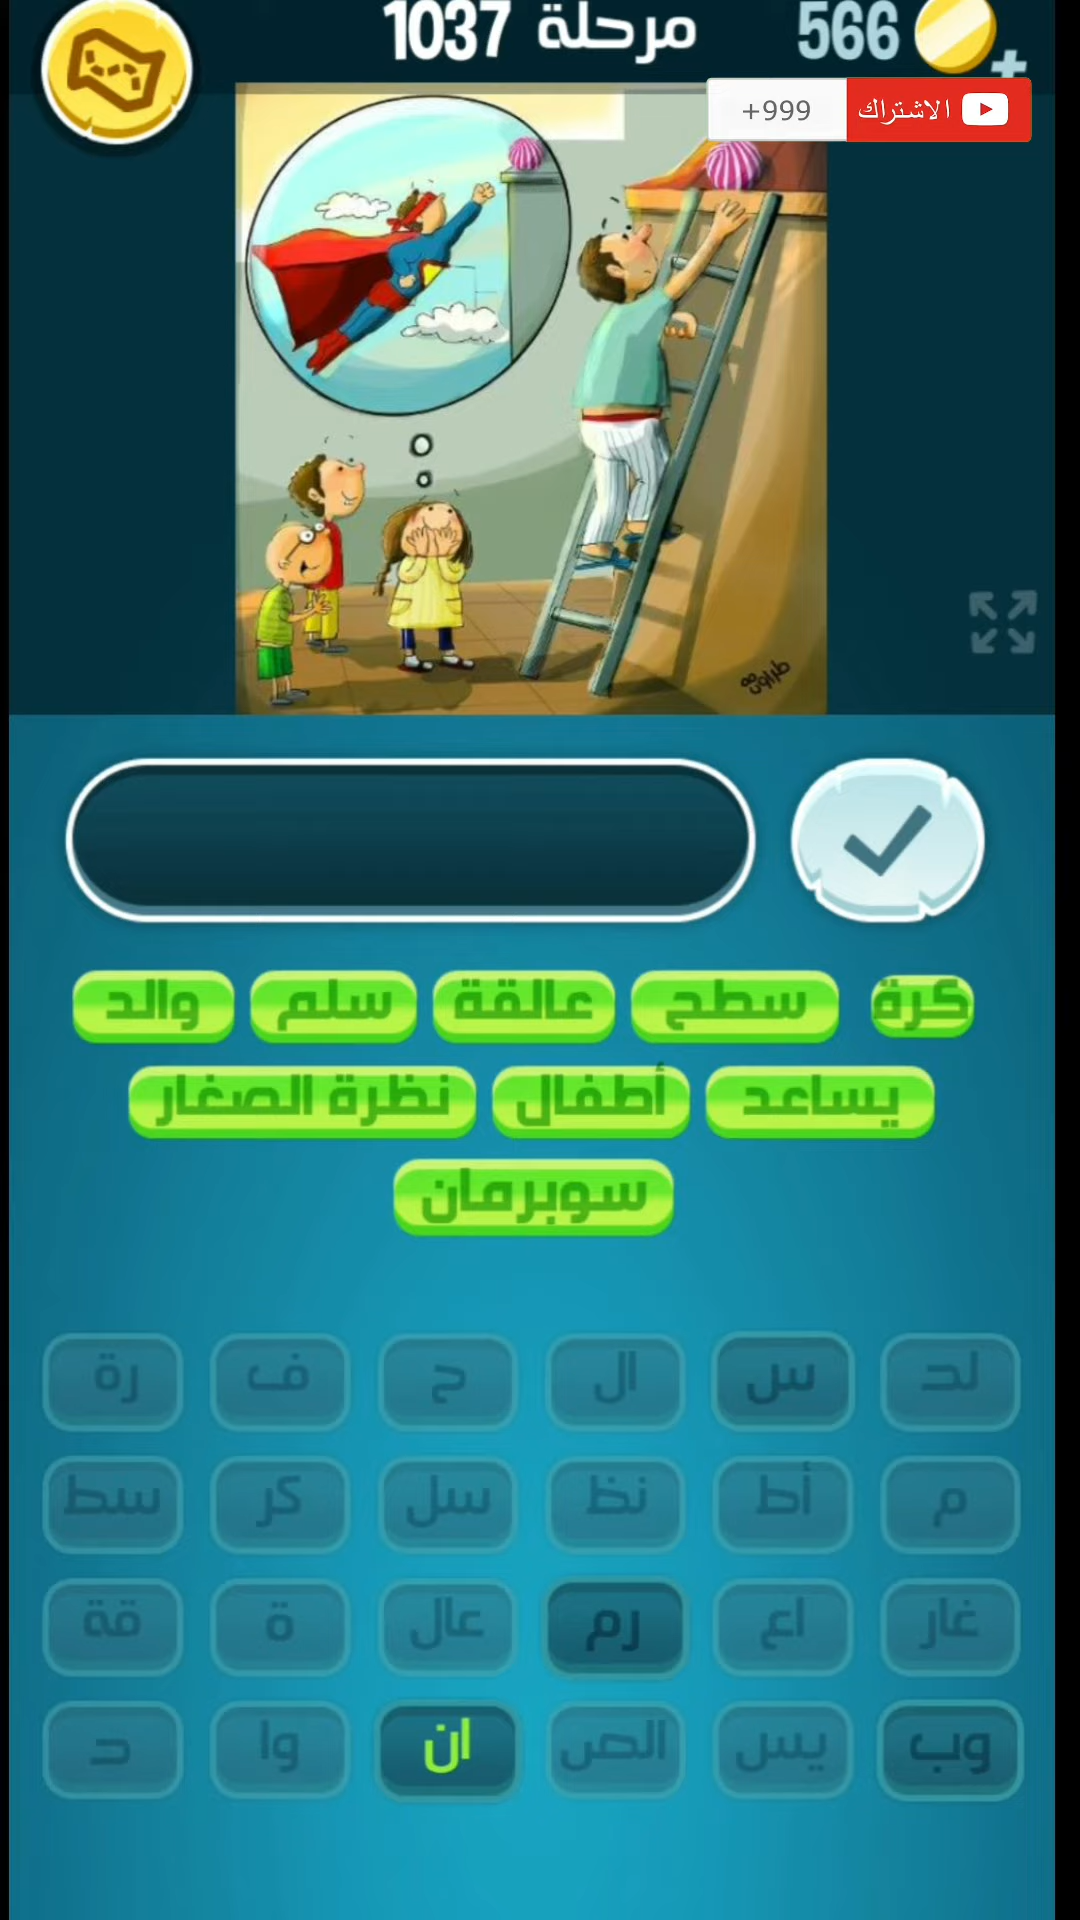 566 مرحلة 1037
الاشتراك +999
طراونه
كرة سطح عالقة سلم والد
يساعد أطفال نظرة الصغار
سوبرمان
لد س ال ح ف رة
م أط نظ سل كر سط
غار اع رم عال ة قة
وب يس الص ان وا د